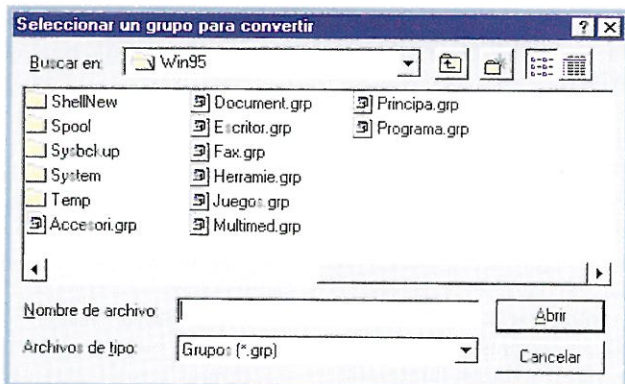 Seleccionar un grupo para convertir
Buscar en: Win95
ShellNew
Spool
Sysbckup
System
Temp
Accesori.grp
Document.grp
Escritor.grp
Fax.grp
Herramie.grp
Juegos.grp
Multimed.grp
Principa.grp
Programa.grp
Nombre de archivo:
Abrir
Archivos de tipo: Grupos (*.grp)
Cancelar